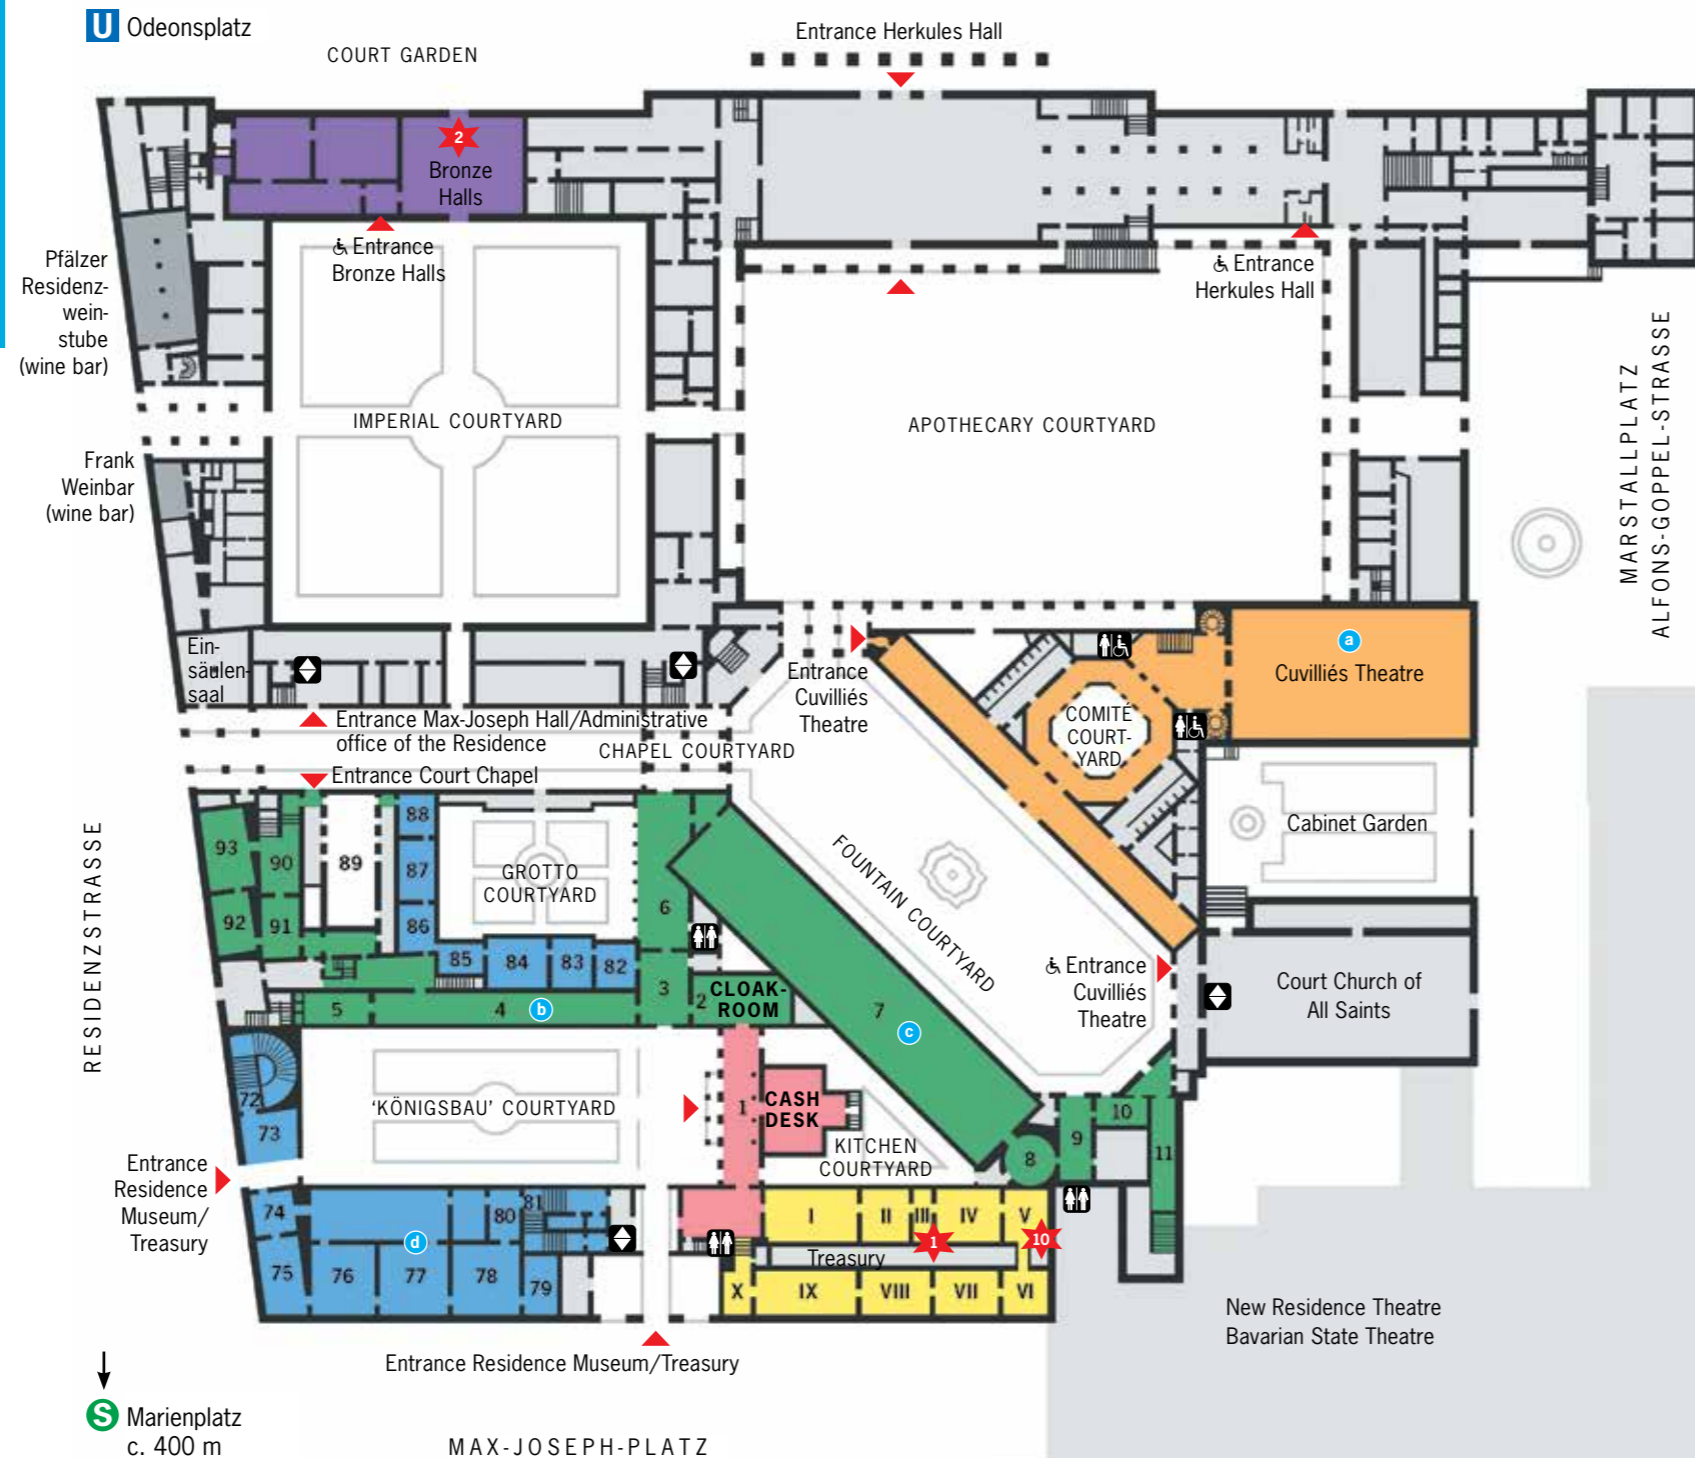 U Odeonsplatz
COURT GARDEN
Entrance Herkules Hall
2
Bronze
Halls
Entrance
Bronze Halls
Entrance
Herkules Hall
Pfälzer
Residenz-
wein-
stube
(wine bar)
IMPERIAL COURTYARD
APOTHECARY COURTYARD
MARSTALLPLATZ
ALFONS-GOPPEL-STRASSE
Frank
Weinbar
(wine bar)
Ein-
säulen-
saal
Entrance
Cuvilliés
Theatre
a
Cuvilliés Theatre
COMITÉ
COURT-
YARD
Entrance Max-Joseph Hall/Administrative
office of the Residence
CHAPEL COURTYARD
Entrance Court Chapel
RESIDENZSTRASSE
93
90
89
88
87
86
92
91
GROTTO
COURTYARD
6
FOUNTAIN COURTYARD
Cabinet Garden
85
84
83
82
3
2
CLOAK-
ROOM
5
4
b
7
c
Entrance
Cuvilliés
Theatre
Court Church of
All Saints
72
73
'KÖNIGSBAU' COURTYARD
1
CASH
DESK
KITCHEN
COURTYARD
8
9
10
11
Entrance
Residence
Museum/
Treasury
74
80
81
d
75
76
77
78
79
I
II
III
IV
V
1
10
Treasury
X
IX
VIII
VII
VI
New Residence Theatre
Bavarian State Theatre
Entrance Residence Museum/Treasury
S Marienplatz
c. 400 m
MAX-JOSEPH-PLATZ